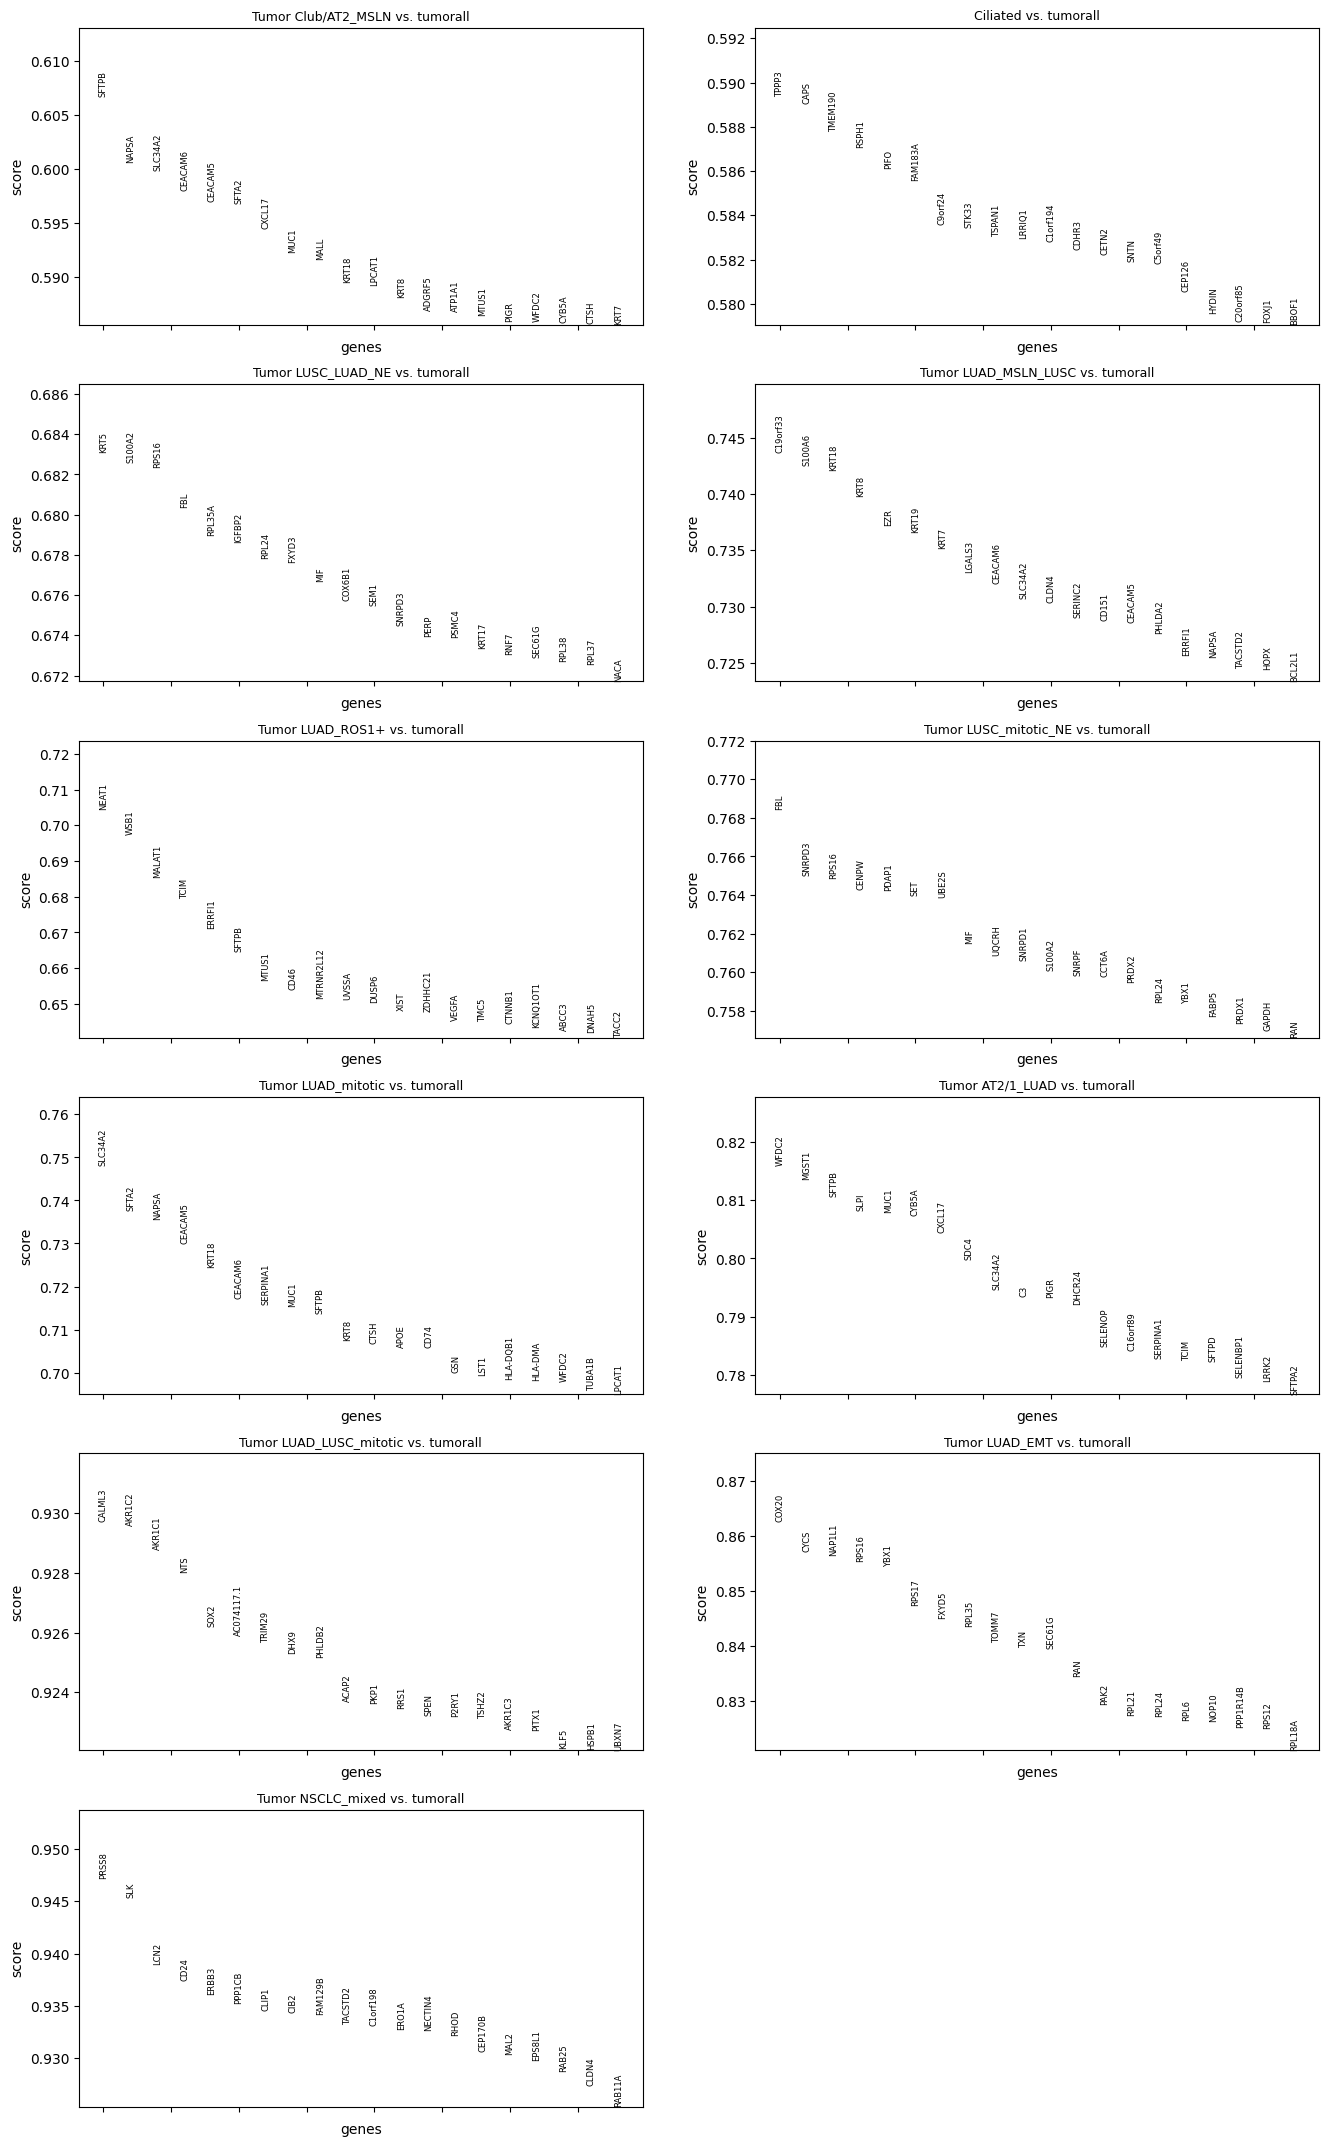 Tumor Club/AT2_MSLN vs. tumorall
score
0.610
0.605
0.600
0.595
0.590
SFTPB
NAPSA
SLC34A2
CEACAM6
CEACAM5
SFTA2
CXCL17
MUC1
MALL
KRT18
LPCAT1
KRT8
ADGRF5
ATP1A1
MTUS1
PIGR
WFDC2
CYB5A
CTSH
KRT7
genes
Ciliated vs. tumorall
score
0.592
0.590
0.588
0.586
0.584
0.582
0.580
TPPP3
CAPS
TMEM190
RSPH1
PIFO
FAM183A
C9orf24
STK33
TSPAN1
LRRIQ1
C1orf194
CDHR3
CETN2
SNTN
C5orf49
CEP126
HYDIN
C20orf85
FOXJ1
BBOF1
genes
Tumor LUSC_LUAD_NE vs. tumorall
score
0.686
0.684
0.682
0.680
0.678
0.676
0.674
0.672
KRT5
S100A2
RPS16
FBL
RPL35A
IGFBP2
RPL24
FXYD3
MIF
COX6B1
SEM1
SNRPD3
PERP
PSMC4
KRT17
RNF7
SEC61G
RPL38
RPL37
NACA
genes
Tumor LUAD_MSLN_LUSC vs. tumorall
score
0.745
0.740
0.735
0.730
0.725
C19orf33
S100A6
KRT18
KRT8
EZR
KRT19
KRT7
LGALS3
CEACAM6
SLC34A2
CLDN4
SERINC2
CD151
CEACAM5
PHLDA2
ERRFI1
NAPSA
TACSTD2
HOPX
BCL2L1
genes
Tumor LUAD_ROS1+ vs. tumorall
score
0.72
0.71
0.70
0.69
0.68
0.67
0.66
0.65
NEAT1
WSB1
MALAT1
TCIM
ERRFI1
SFTPB
MTUS1
CD46
MTRNR2L12
UVSSA
DUSP6
XIST
ZDHHC21
VEGFA
TMC5
CTNNB1
KCNQ1OT1
ABCC3
DNAH5
TACC2
genes
Tumor LUSC_mitotic_NE vs. tumorall
score
0.772
0.770
0.768
0.766
0.764
0.762
0.760
0.758
FBL
SNRPD3
RPS16
CENPW
PDAP1
SET
UBE2S
MIF
UQCRH
SNRPD1
S100A2
SNRPF
CCT6A
PRDX2
RPL24
YBX1
FABP5
PRDX1
GAPDH
RAN
genes
Tumor LUAD_mitotic vs. tumorall
score
0.76
0.75
0.74
0.73
0.72
0.71
0.70
SLC34A2
SFTA2
NAPSA
CEACAM5
KRT18
CEACAM6
SERPINA1
MUC1
SFTPB
KRT8
CTSH
APOE
CD74
GSN
LST1
HLA-DQB1
HLA-DMA
WFDC2
TUBA1B
LPCAT1
genes
Tumor AT2/1_LUAD vs. tumorall
score
0.82
0.81
0.80
0.79
0.78
WFDC2
MGST1
SFTPB
SLPI
MUC1
CYB5A
CXCL17
SDC4
SLC34A2
C3
PIGR
DHCR24
SELENOP
C16orf89
SERPINA1
TCIM
SFTPD
SELENBP1
LRRK2
SFTPA2
genes
Tumor LUAD_LUSC_mitotic vs. tumorall
score
0.930
0.928
0.926
0.924
CALML3
AKR1C2
AKR1C1
NTS
SOX2
AC074117.1
TRIM29
DHX9
PHLDB2
ACAP2
PKP1
RRS1
SPEN
P2RY1
TSHZ2
AKR1C3
PITX1
KLF5
HSPB1
UBXN7
genes
Tumor LUAD_EMT vs. tumorall
score
0.87
0.86
0.85
0.84
0.83
COX20
CYCS
NAP1L1
RPS16
YBX1
RPS17
FXYD5
RPL35
TOMM7
TXN
SEC61G
RAN
PAK2
RPL21
RPL24
RPL6
NOP10
PPP1R14B
RPS12
RPL18A
genes
Tumor NSCLC_mixed vs. tumorall
score
0.950
0.945
0.940
0.935
0.930
PRSS8
SLK
LCN2
CD24
ERBB3
PPP1CB
CLIP1
CIB2
FAM129B
TACSTD2
C1orf198
ERO1A
NECTIN4
RHOD
CEP170B
MAL2
EPS8L1
RAB25
CLDN4
RAB11A
genes